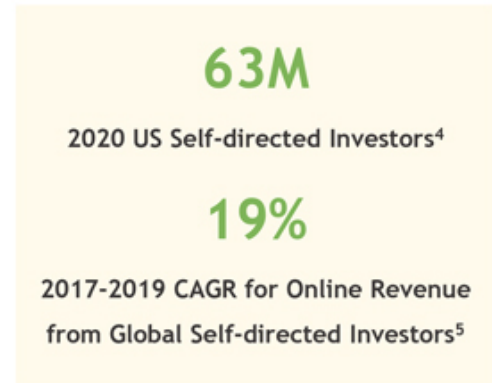 63M
2020 US Self-directed Investors⁴
19%
2017-2019 CAGR for Online Revenue
from Global Self-directed Investors⁵